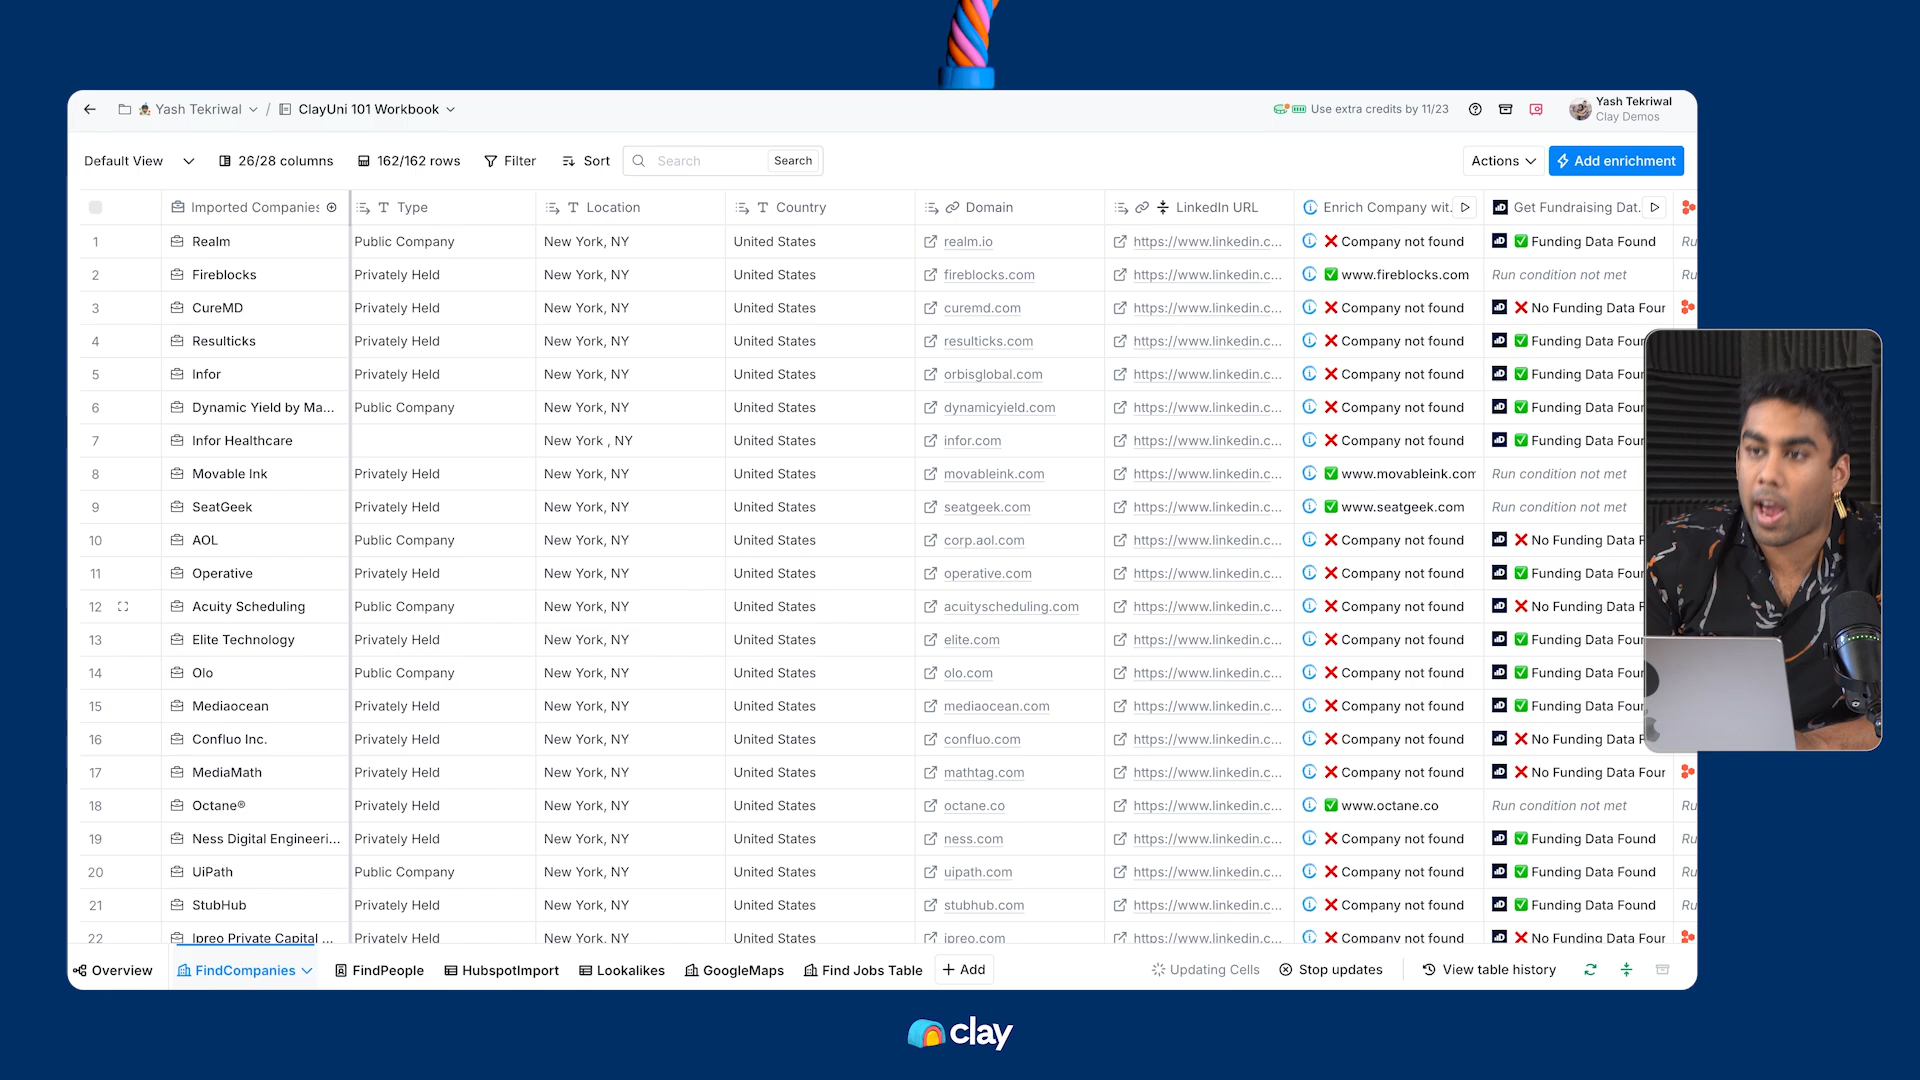 Yash Tekriwal / ClayUni 101 Workbook Use extra credits by 11/23 Yash Tekriwal
Clay Demos
Default View 26/28 columns 162/162 rows Filter Sort Search Search Actions Add enrichment
Imported Companies Type Location Country Domain LinkedIn URL Enrich Company wit... Get Fundraising Dat...
1 Realm Public Company New York, NY United States realm.io https://www.linkedin.c... ❌ Company not found ✅ Funding Data Found Ru
2 Fireblocks Privately Held New York, NY United States fireblocks.com https://www.linkedin.c... ✅ www.fireblocks.com Run condition not met Ru
3 CureMD Privately Held New York, NY United States curemd.com https://www.linkedin.c... ❌ Company not found ❌ No Funding Data Four
4 Resulticks Privately Held New York, NY United States resulticks.com https://www.linkedin.c... ❌ Company not found ✅ Funding Data Four
5 Infor Privately Held New York, NY United States orbisglobal.com https://www.linkedin.c... ❌ Company not found ✅ Funding Data Four
6 Dynamic Yield by Ma... Public Company New York, NY United States dynamicyield.com https://www.linkedin.c... ❌ Company not found ✅ Funding Data Four
7 Infor Healthcare New York , NY United States infor.com https://www.linkedin.c... ❌ Company not found ✅ Funding Data Four
8 Movable Ink Privately Held New York, NY United States movableink.com https://www.linkedin.c... ✅ www.movableink.com Run condition not met
9 SeatGeek Privately Held New York, NY United States seatgeek.com https://www.linkedin.c... ✅ www.seatgeek.com Run condition not met
10 AOL Public Company New York, NY United States corp.aol.com https://www.linkedin.c... ❌ Company not found ❌ No Funding Data F
11 Operative Privately Held New York, NY United States operative.com https://www.linkedin.c... ❌ Company not found ✅ Funding Data Four
12 Acuity Scheduling Public Company New York, NY United States acuityscheduling.com https://www.linkedin.c... ❌ Company not found ❌ No Funding Data F
13 Elite Technology Privately Held New York, NY United States elite.com https://www.linkedin.c... ❌ Company not found ✅ Funding Data Four
14 Olo Public Company New York, NY United States olo.com https://www.linkedin.c... ❌ Company not found ✅ Funding Data Four
15 Mediaocean Privately Held New York, NY United States mediaocean.com https://www.linkedin.c... ❌ Company not found ✅ Funding Data Four
16 Confluo Inc. Privately Held New York, NY United States confluo.com https://www.linkedin.c... ❌ Company not found ❌ No Funding Data F
17 MediaMath Privately Held New York, NY United States mathtag.com https://www.linkedin.c... ❌ Company not found ❌ No Funding Data Four
18 Octane® Privately Held New York, NY United States octane.co https://www.linkedin.c... ✅ www.octane.co Run condition not met Ru
19 Ness Digital Engineeri... Privately Held New York, NY United States ness.com https://www.linkedin.c... ❌ Company not found ✅ Funding Data Found Ru
20 UiPath Public Company New York, NY United States uipath.com https://www.linkedin.c... ❌ Company not found ✅ Funding Data Found Ru
21 StubHub Privately Held New York, NY United States stubhub.com https://www.linkedin.c... ❌ Company not found ✅ Funding Data Found Ru
22 Ipreo Private Capital ... Privately Held New York, NY United States ipreo.com https://www.linkedin.c... ❌ Company not found ❌ No Funding Data Four
Overview FindCompanies FindPeople HubspotImport Lookalikes GoogleMaps Find Jobs Table + Add Updating Cells Stop updates View table history
clay